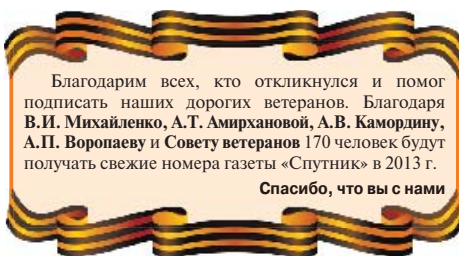 Благодарим всех, кто откликнулся и помог
подписать наших дорогих ветеранов. Благодаря
В.И. Михайленко, А.Т. Амирхановой, А.В. Камордину,
А.П. Воропаеву и Совету ветеранов 170 человек будут
получать свежие номера газеты «Спутник» в 2013 г.
Спасибо, что вы с нами